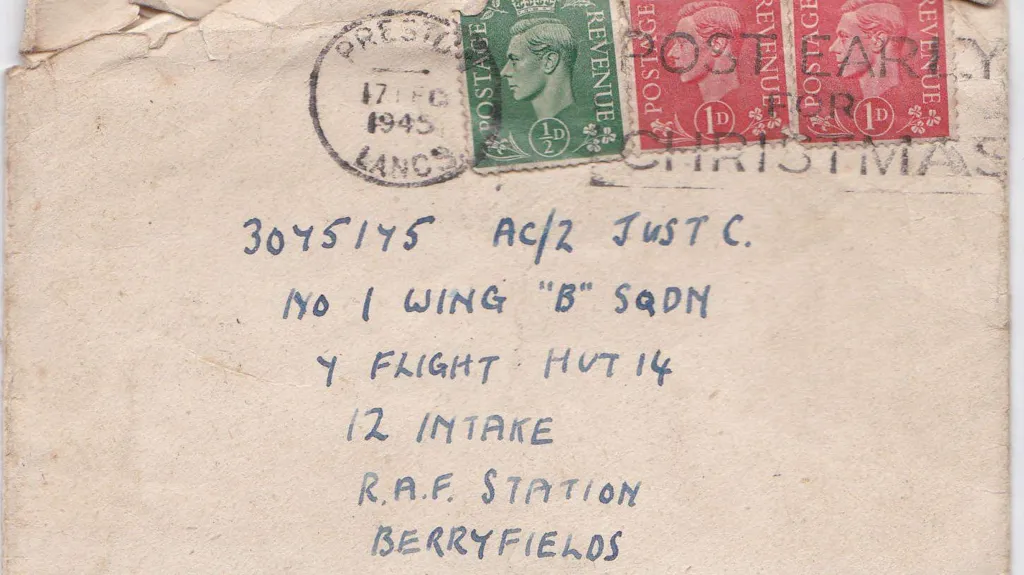 PRESTON
17 DEC
1945
LANCS
POSTAGE REVENUE
½D
POSTAGE REVENUE
1D
POSTAGE REVENUE
1D
POST EARLY
FOR
CHRISTMAS
3045145 AC/2 JUST C.
NO 1 WING "B" SQDN
Y FLIGHT HUT 14
12 INTAKE
R.A.F. STATION
BERRYFIELDS